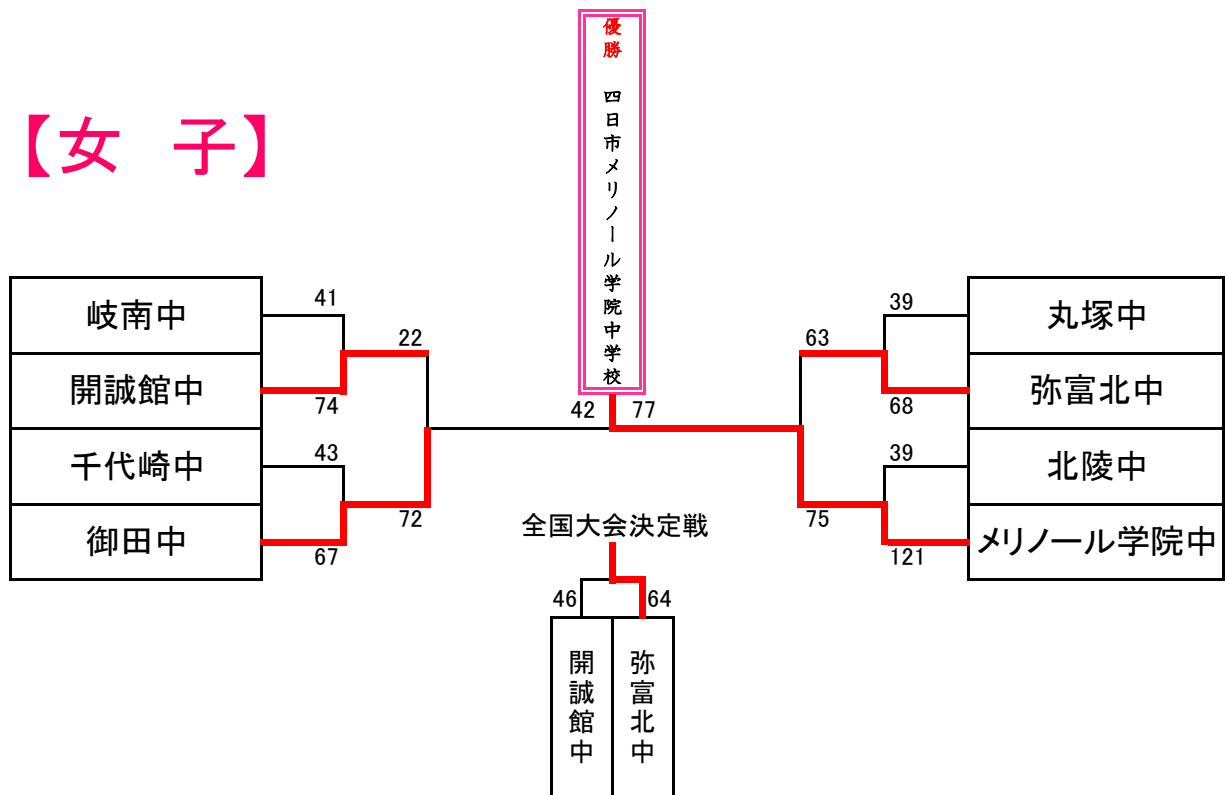 優勝 四日市メリノール学院中学校
【女 子】
岐南中
41
22
開誠館中
74
千代崎中
43
御田中
67
72
42 77
39
丸塚中
63
弥富北中
68
39
北陵中
75
メリノール学院中
121
全国大会決定戦
46 64
開誠館中
弥富北中